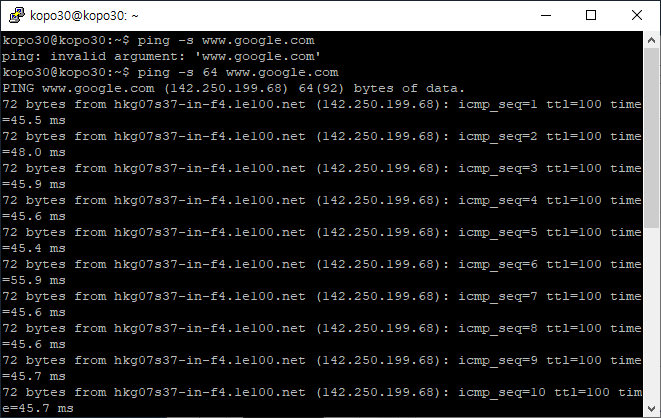 kopo30@kopo30: ~
kopo30@kopo30:~$ ping -s www.google.com
ping: invalid argument: 'www.google.com'
kopo30@kopo30:~$ ping -s 64 www.google.com
PING www.google.com (142.250.199.68) 64(92) bytes of data.
72 bytes from hkg07s37-in-f4.1e100.net (142.250.199.68): icmp_seq=1 ttl=100 time
=45.5 ms
72 bytes from hkg07s37-in-f4.1e100.net (142.250.199.68): icmp_seq=2 ttl=100 time
=48.0 ms
72 bytes from hkg07s37-in-f4.1e100.net (142.250.199.68): icmp_seq=3 ttl=100 time
=45.9 ms
72 bytes from hkg07s37-in-f4.1e100.net (142.250.199.68): icmp_seq=4 ttl=100 time
=45.6 ms
72 bytes from hkg07s37-in-f4.1e100.net (142.250.199.68): icmp_seq=5 ttl=100 time
=45.4 ms
72 bytes from hkg07s37-in-f4.1e100.net (142.250.199.68): icmp_seq=6 ttl=100 time
=55.9 ms
72 bytes from hkg07s37-in-f4.1e100.net (142.250.199.68): icmp_seq=7 ttl=100 time
=45.6 ms
72 bytes from hkg07s37-in-f4.1e100.net (142.250.199.68): icmp_seq=8 ttl=100 time
=45.6 ms
72 bytes from hkg07s37-in-f4.1e100.net (142.250.199.68): icmp_seq=9 ttl=100 time
=45.7 ms
72 bytes from hkg07s37-in-f4.1e100.net (142.250.199.68): icmp_seq=10 ttl=100 tim
e=45.7 ms